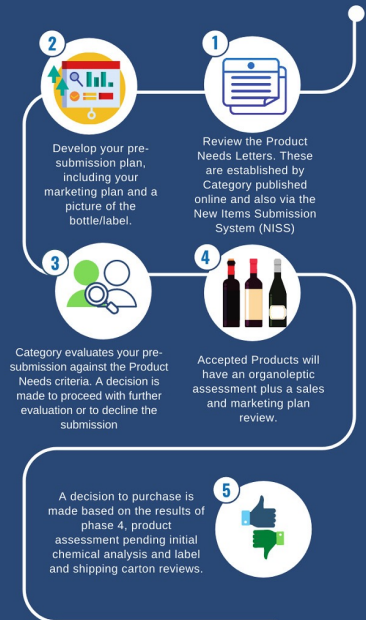 1
Review the Product
Needs Letters. These
are established by
Category published
online and also via the
New Items Submission
System (NISS)
2
Develop your pre-
submission plan,
including your
marketing plan and a
picture of the
bottle/label.
3
Category evaluates your pre-
submission against the Product
Needs criteria. A decision is
made to proceed with further
evaluation or to decline the
submission
4
Accepted Products will
have an organoleptic
assessment plus a sales
and marketing plan
review.
5
A decision to purchase is
made based on the results of
phase 4, product
assessment pending initial
chemical analysis and label
and shipping carton reviews.